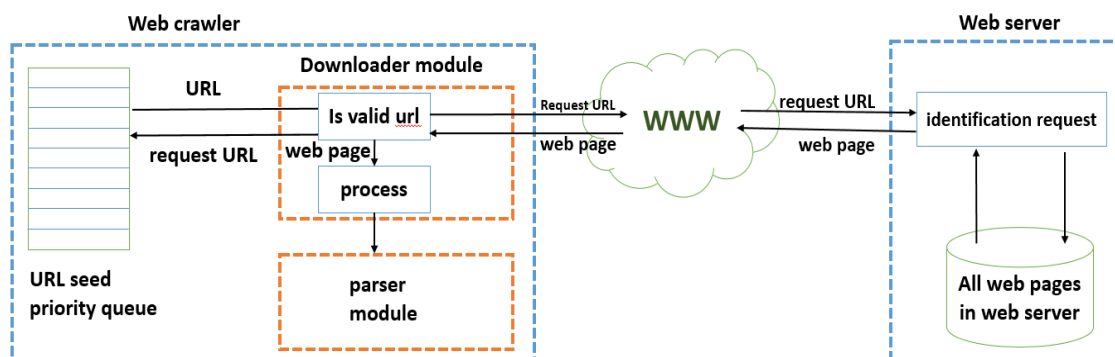 Web crawler
Web server
Downloader module
URL
Is valid url
Request URL
WWW
request URL
identification request
request URL
web page
web page
web page
process
URL seed
priority queue
parser
module
All web pages
in web server